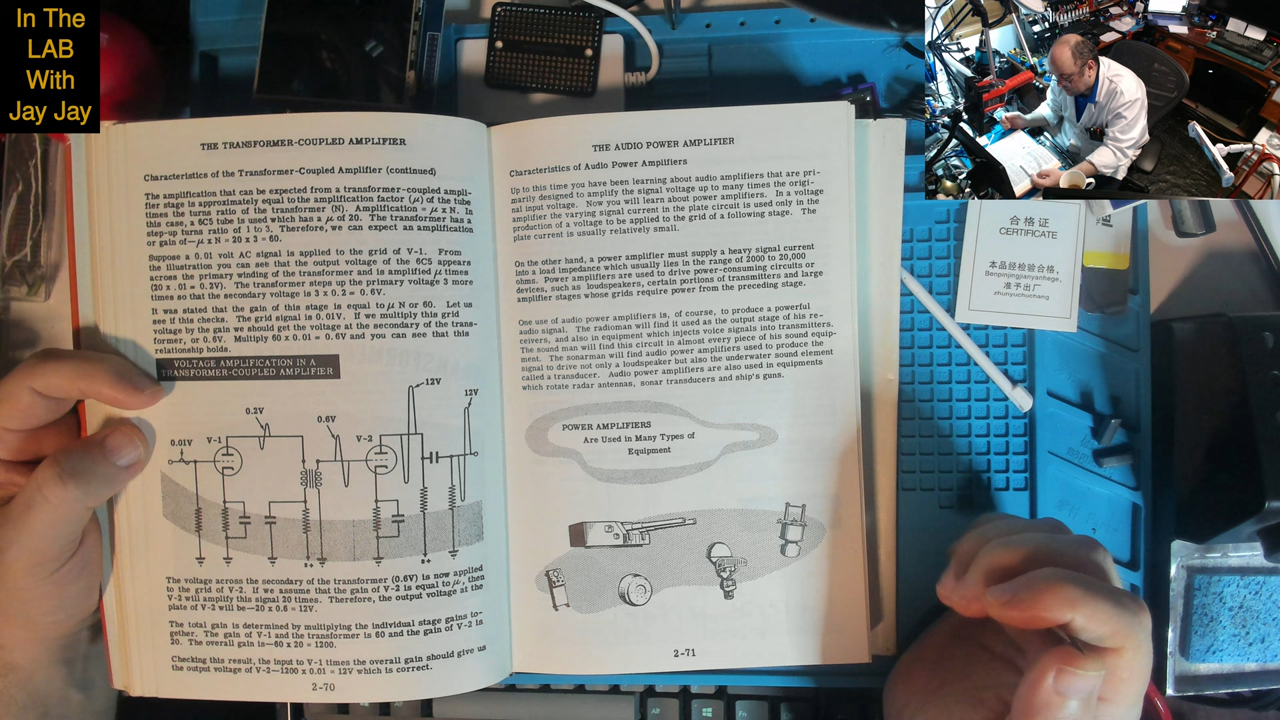 In The
LAB
With
Jay Jay
THE TRANSFORMER-COUPLED AMPLIFIER
Characteristics of the Transformer-Coupled Amplifier (continued)
The amplification that can be expected from a transformer-coupled ampli-
fier stage is approximately equal to the amplification factor (μ) of the tube
times the turns ratio of the transformer (N). Amplification = μ x N. In
this case, a 6C5 tube is used which has a μ of 20. The transformer has a
step-up turns ratio of 1 to 3. Therefore, we can expect an amplification
or gain of—μ x N = 20 x 3 = 60.
Suppose a 0.01 volt AC signal is applied to the grid of V-1. From
the illustration you can see that the output voltage of the 6C5 appears
across the primary winding of the transformer and is amplified μ times
(20 x .01 = 0.2V). The transformer steps up the primary voltage 3 more
times so that the secondary voltage is 3 x 0.2 = 0.6V.
It was stated that the gain of this stage is equal to μ N or 60. Let us
see if this checks. The grid signal is 0.01V. If we multiply this grid
voltage by the gain we should get the voltage at the secondary of the trans-
former, or 0.6V. Multiply 60 x 0.01 = 0.6V and you can see that this
relationship holds.
VOLTAGE AMPLIFICATION IN A
TRANSFORMER-COUPLED AMPLIFIER
0.01V
V-1
0.2V
0.6V
V-2
12V
12V
B+
B+
The voltage across the secondary of the transformer (0.6V) is now applied
to the grid of V-2. If we assume that the gain of V-2 is equal to μ, then
V-2 will amplify this signal 20 times. Therefore, the output voltage at the
plate of V-2 will be—20 x 0.6 = 12V.
The total gain is determined by multiplying the individual stage gains to-
gether. The gain of V-1 and the transformer is 60 and the gain of V-2 is
20. The overall gain is—60 x 20 = 1200.
Checking this result, the input to V-1 times the overall gain should give us
the output voltage of V-2—1200 x 0.01 = 12V which is correct.
2-70
THE AUDIO POWER AMPLIFIER
Characteristics of Audio Power Amplifiers
Up to this time you have been learning about audio amplifiers that are pri-
marily designed to amplify the signal voltage up to many times the origi-
nal input voltage. Now you will learn about power amplifiers. In a voltage
amplifier the varying signal current in the plate circuit is used only in the
production of a voltage to be applied to the grid of a following stage. The
plate current is usually relatively small.
On the other hand, a power amplifier must supply a heavy signal current
into a load impedance which usually lies in the range of 2000 to 20,000
ohms. Power amplifiers are used to drive power-consuming circuits or
devices, such as loudspeakers, certain portions of transmitters and large
amplifier stages whose grids require power from the preceding stage.
One use of audio power amplifiers is, of course, to produce a powerful
audio signal. The radioman will find it used as the output stage of his re-
ceivers, and also in equipment which injects voice signals into transmitters.
The sound man will find this circuit in almost every piece of his sound equip-
ment. The sonarman will find audio power amplifiers used to produce the
signal to drive not only a loudspeaker but also the underwater sound element
called a transducer. Audio power amplifiers are also used in equipments
which rotate radar antennas, sonar transducers and ship's guns.
POWER AMPLIFIERS
Are Used in Many Types of
Equipment
2-71
合格证
CERTIFICATE
本品经检验合格,
Benpinjingjianyanhege,
准予出厂
zhunyuchuchang
Alt
Fn